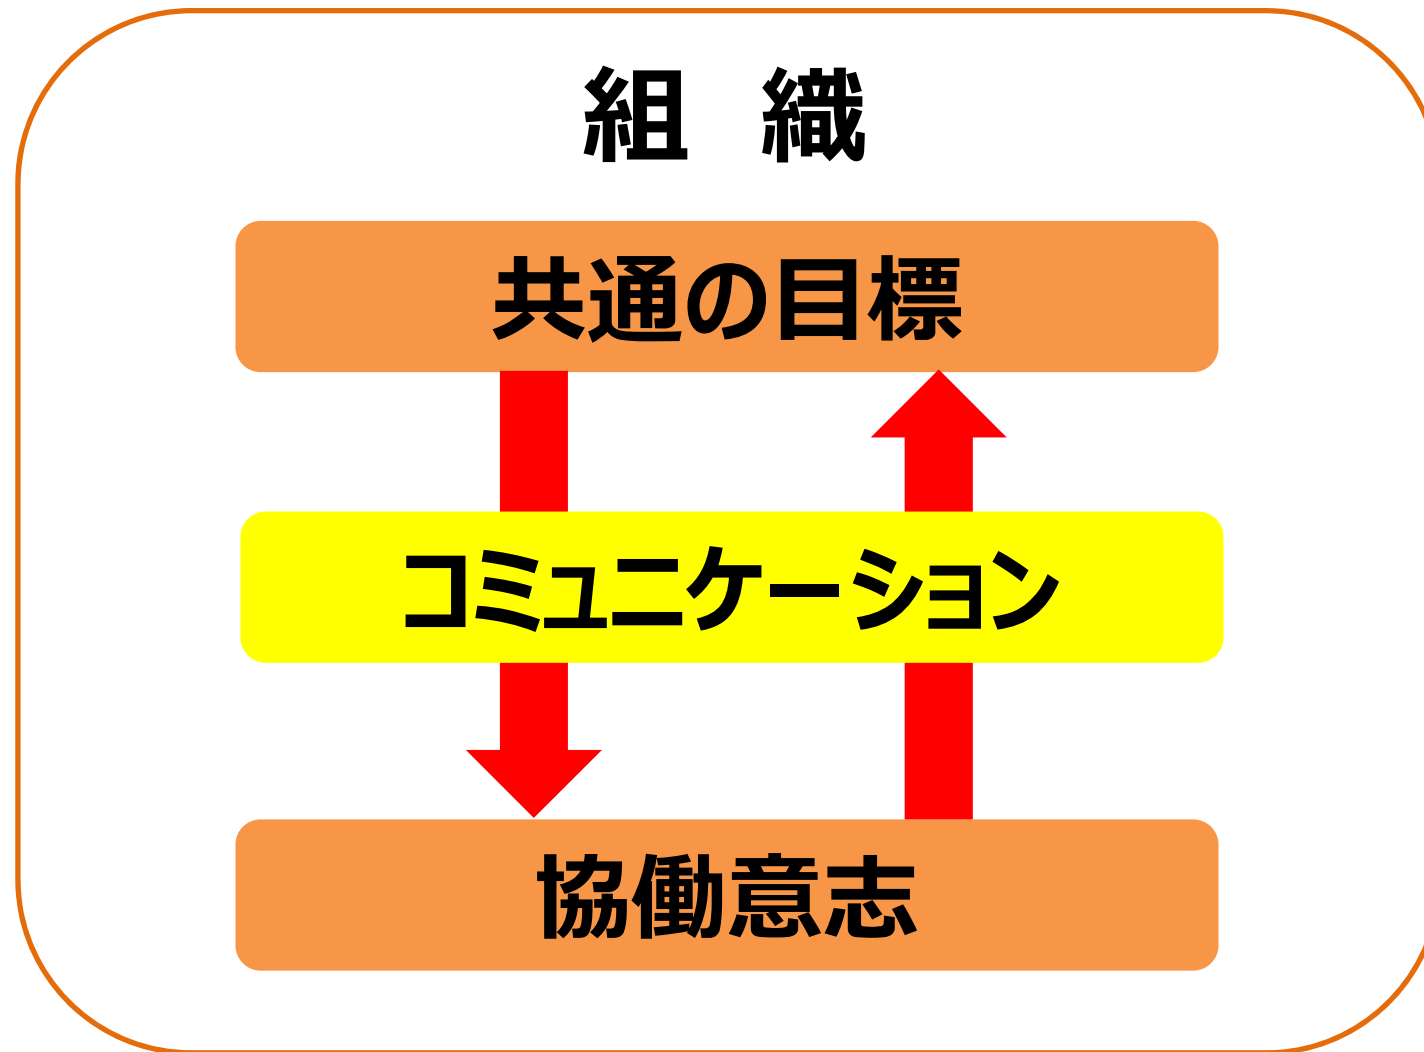 組　織
共通の目標
コミュニケーション
協働意志